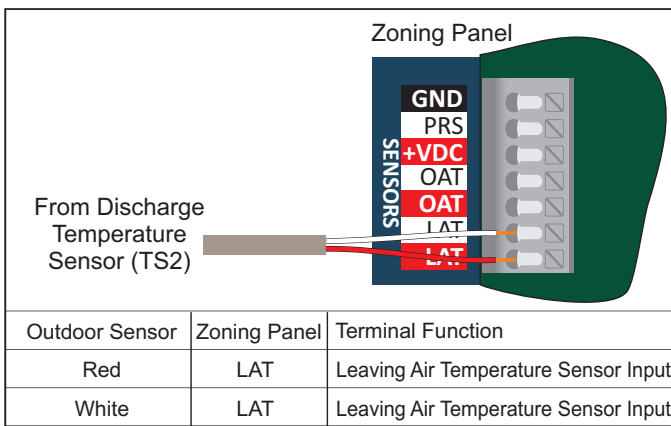 Zoning Panel
SENSORS
GND
PRS
+VDC
OAT
OAT
LAT
LAT
From Discharge
Temperature
Sensor (TS2)
Outdoor Sensor Zoning Panel Terminal Function
Red LAT Leaving Air Temperature Sensor Input
White LAT Leaving Air Temperature Sensor Input